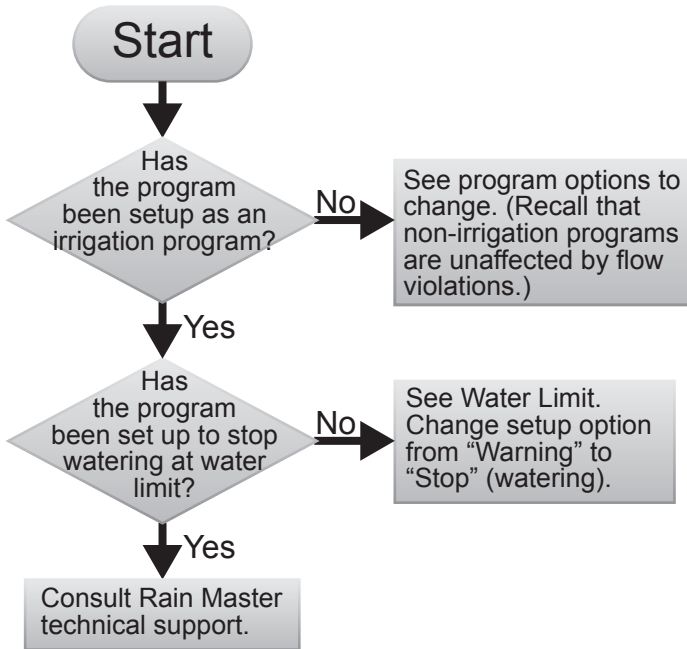 Start
Has
the program
been setup as an
irrigation program?
No
See program options to
change. (Recall that
non-irrigation programs
are unaffected by flow
violations.)
Yes
Has
the program
been set up to stop
watering at water
limit?
No
See Water Limit.
Change setup option
from “Warning” to
“Stop” (watering).
Yes
Consult Rain Master
technical support.